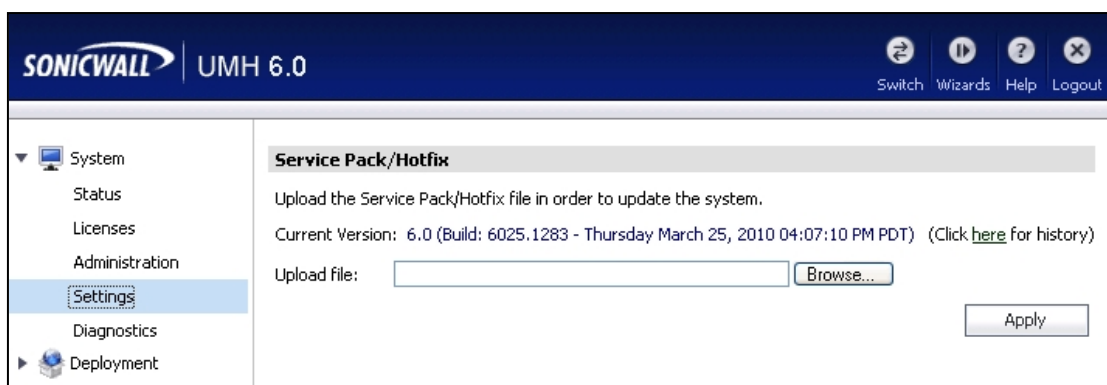 SONICWALL UMH 6.0
Switch Wizards Help Logout
System
Status
Licenses
Administration
Settings
Diagnostics
Deployment
Service Pack/Hotfix
Upload the Service Pack/Hotfix file in order to update the system.
Current Version: 6.0 (Build: 6025.1283 - Thursday March 25, 2010 04:07:10 PM PDT) (Click here for history)
Upload file: Browse...
Apply